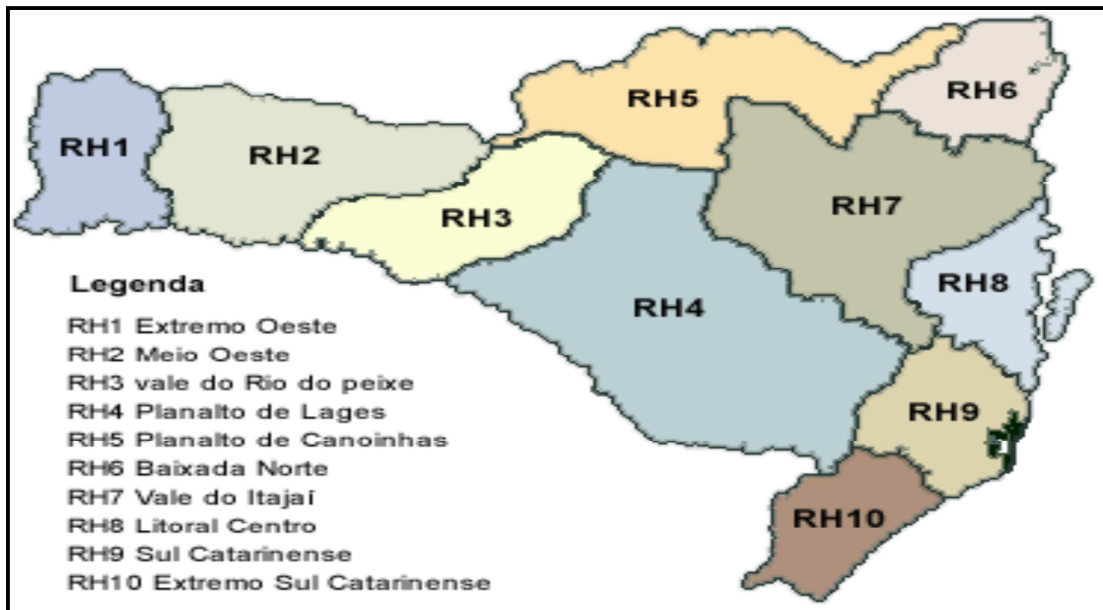 RH6
RH5
RH1
RH2
RH7
RH3
RH8
RH4
RH9
RH10
Legenda
RH1 Extremo Oeste
RH2 Meio Oeste
RH3 vale do Rio do peixe
RH4 Planalto de Lages
RH5 Planalto de Canoinhas
RH6 Baixada Norte
RH7 Vale do Itajaí
RH8 Litoral Centro
RH9 Sul Catarinense
RH10 Extremo Sul Catarinense